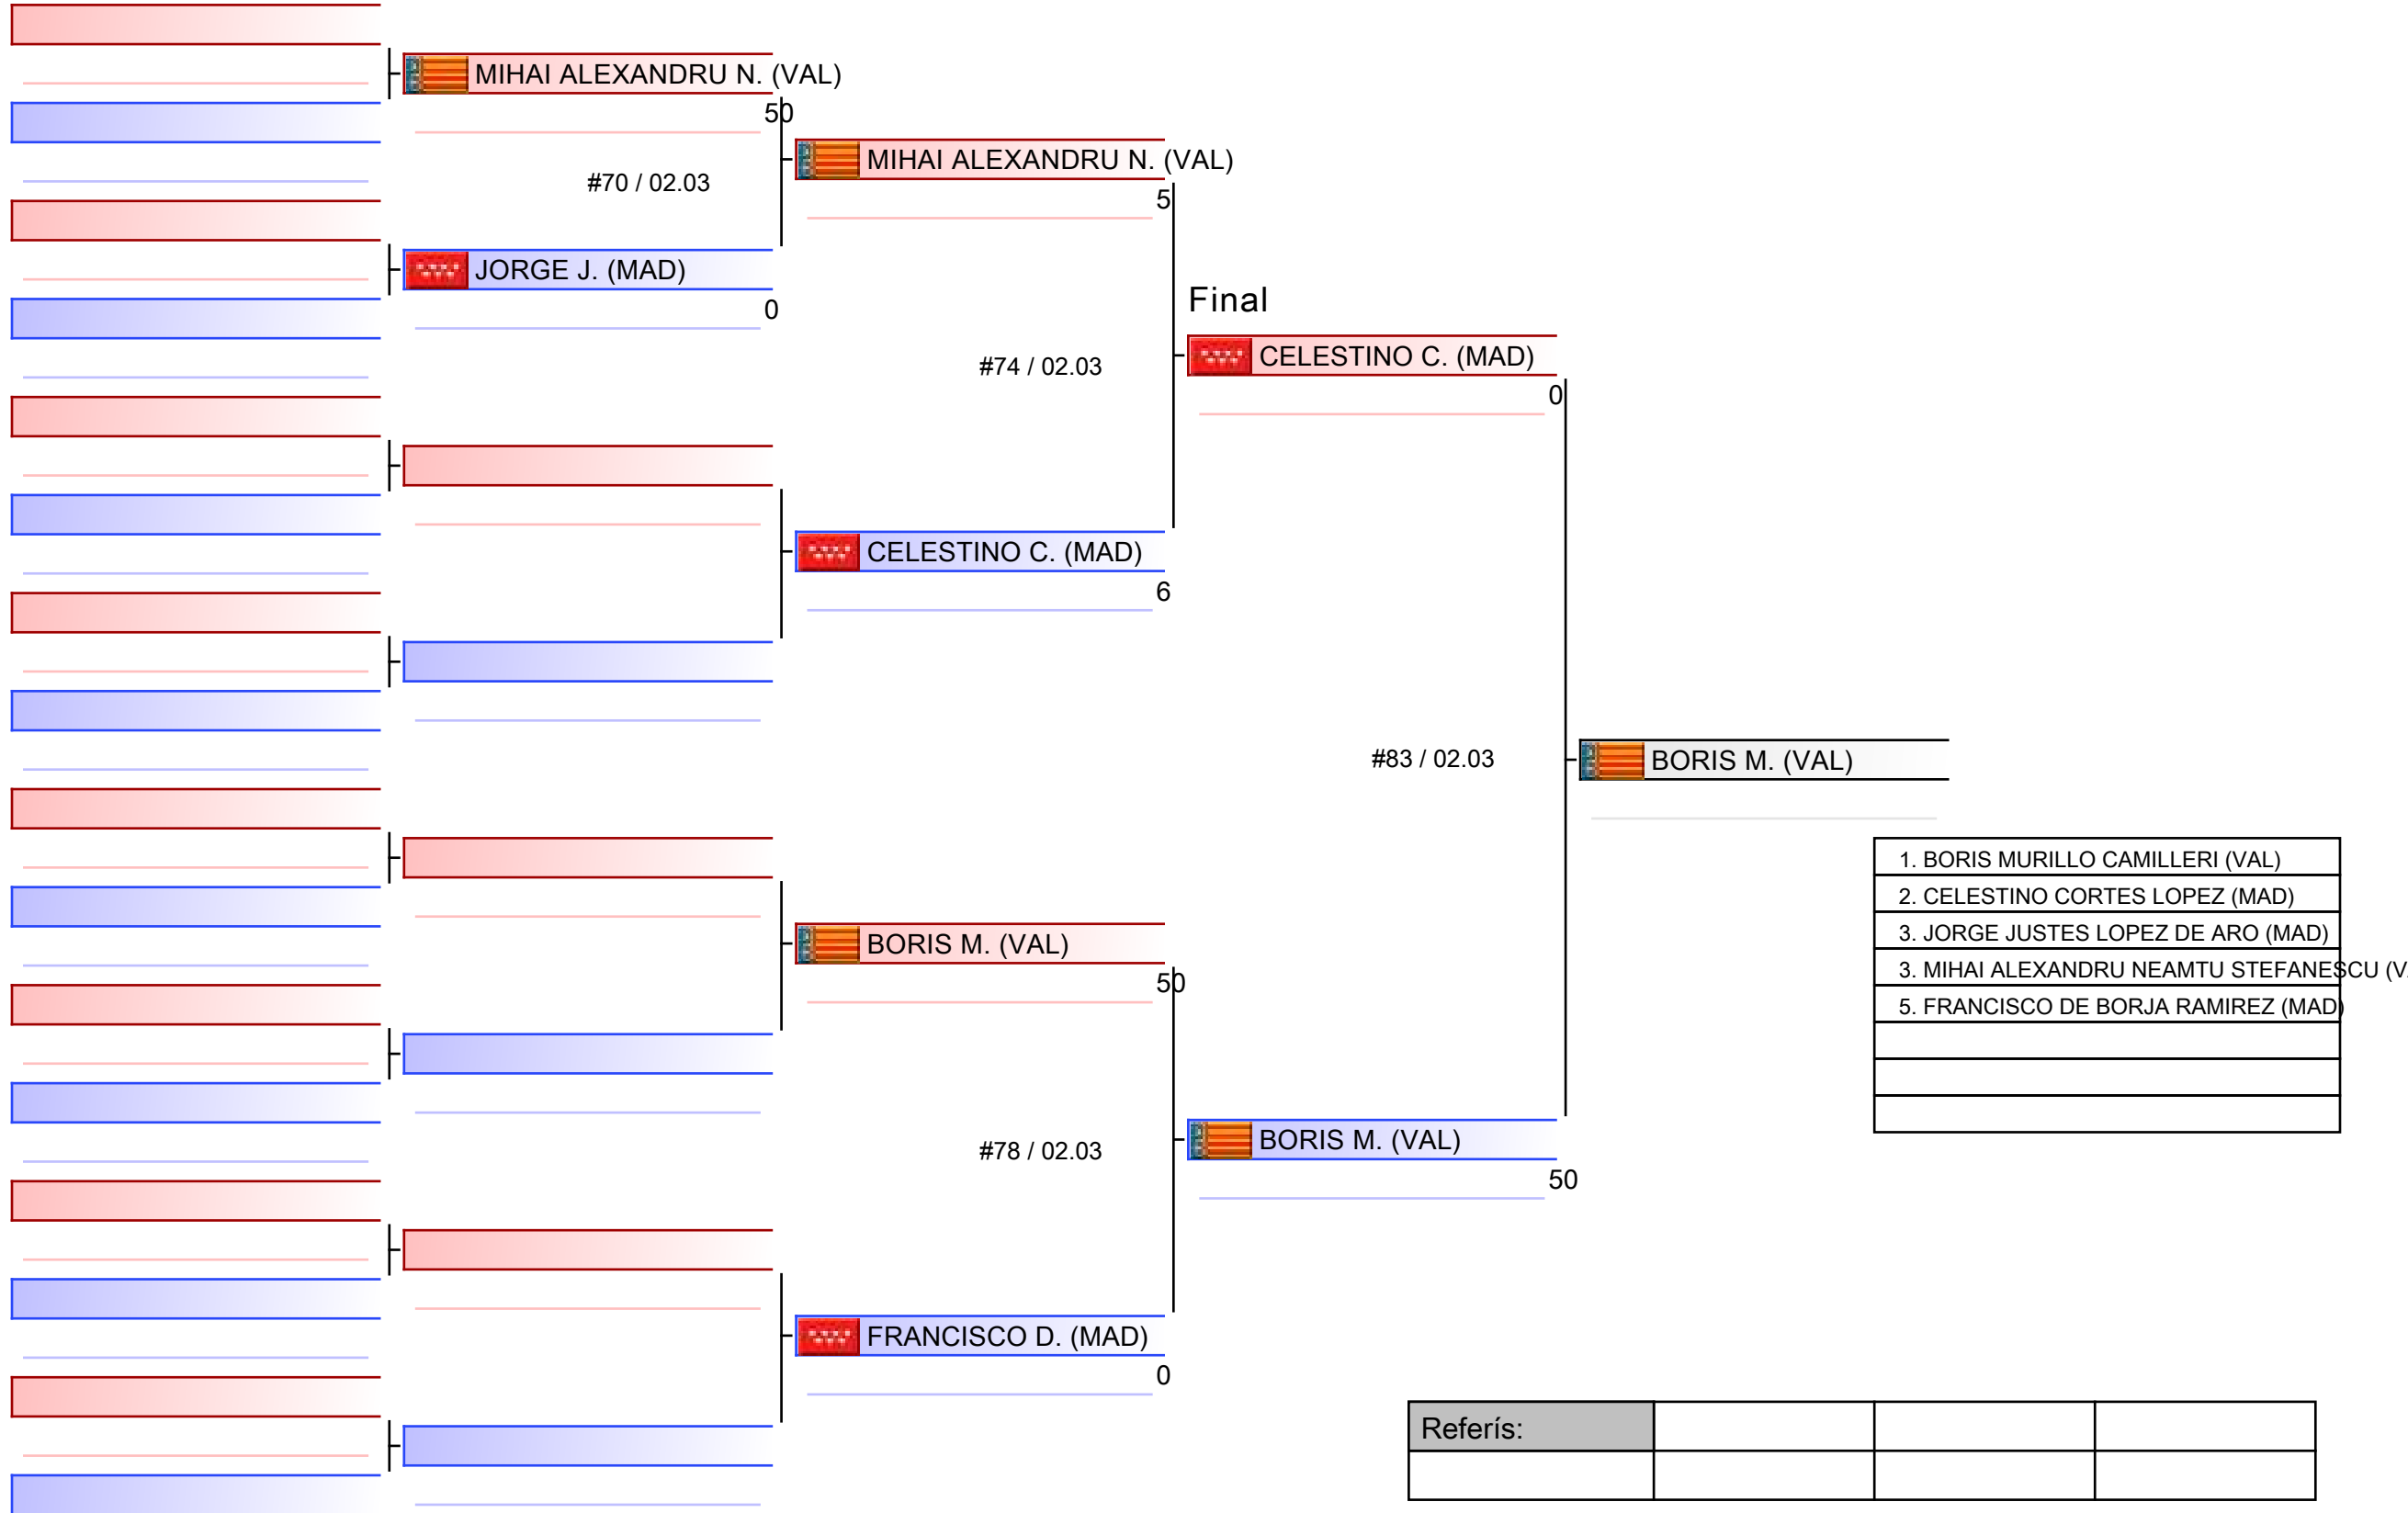 MIHAI ALEXANDRU N. (VAL)
50
#70 / 02.03
JORGE J. (MAD)
0
MIHAI ALEXANDRU N. (VAL)
5
#74 / 02.03
CELESTINO C. (MAD)
6
Final
CELESTINO C. (MAD)
0
#83 / 02.03
BORIS M. (VAL)
BORIS M. (VAL)
50
#78 / 02.03
FRANCISCO D. (MAD)
0
BORIS M. (VAL)
50
1. BORIS MURILLO CAMILLERI (VAL)
2. CELESTINO CORTES LOPEZ (MAD)
3. JORGE JUSTES LOPEZ DE ARO (MAD)
3. MIHAI ALEXANDRU NEAMTU STEFANESCU (VA
5. FRANCISCO DE BORJA RAMIREZ (MAD)
Referís: